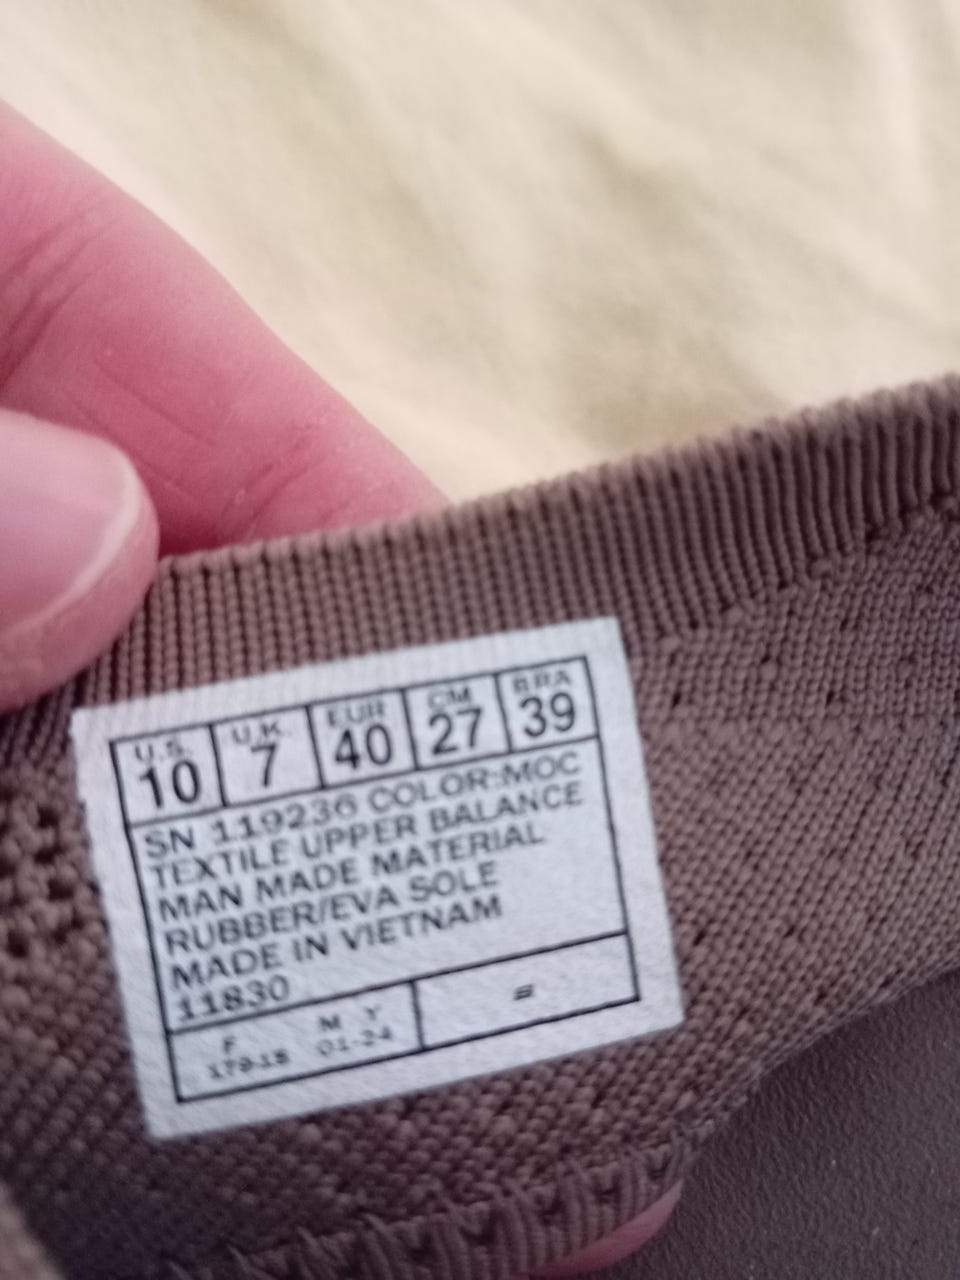 U.S. U.K. EUR CM BRA
10 7 40 27 39
SN 119236 COLOR:MOC
TEXTILE UPPER BALANCE
MAN MADE MATERIAL
RUBBER/EVA SOLE
MADE IN VIETNAM
11830
F M Y
01-24